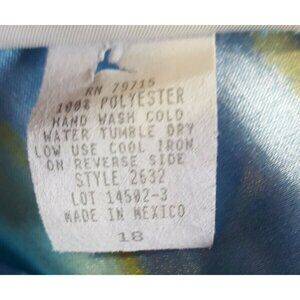 RN 79715
100% POLYESTER
HAND WASH COLD
WATER TUMBLE DRY
LOW USE COOL IRON
ON REVERSE SIDE
STYLE 2632
LOT 14502-3
MADE IN MEXICO
18